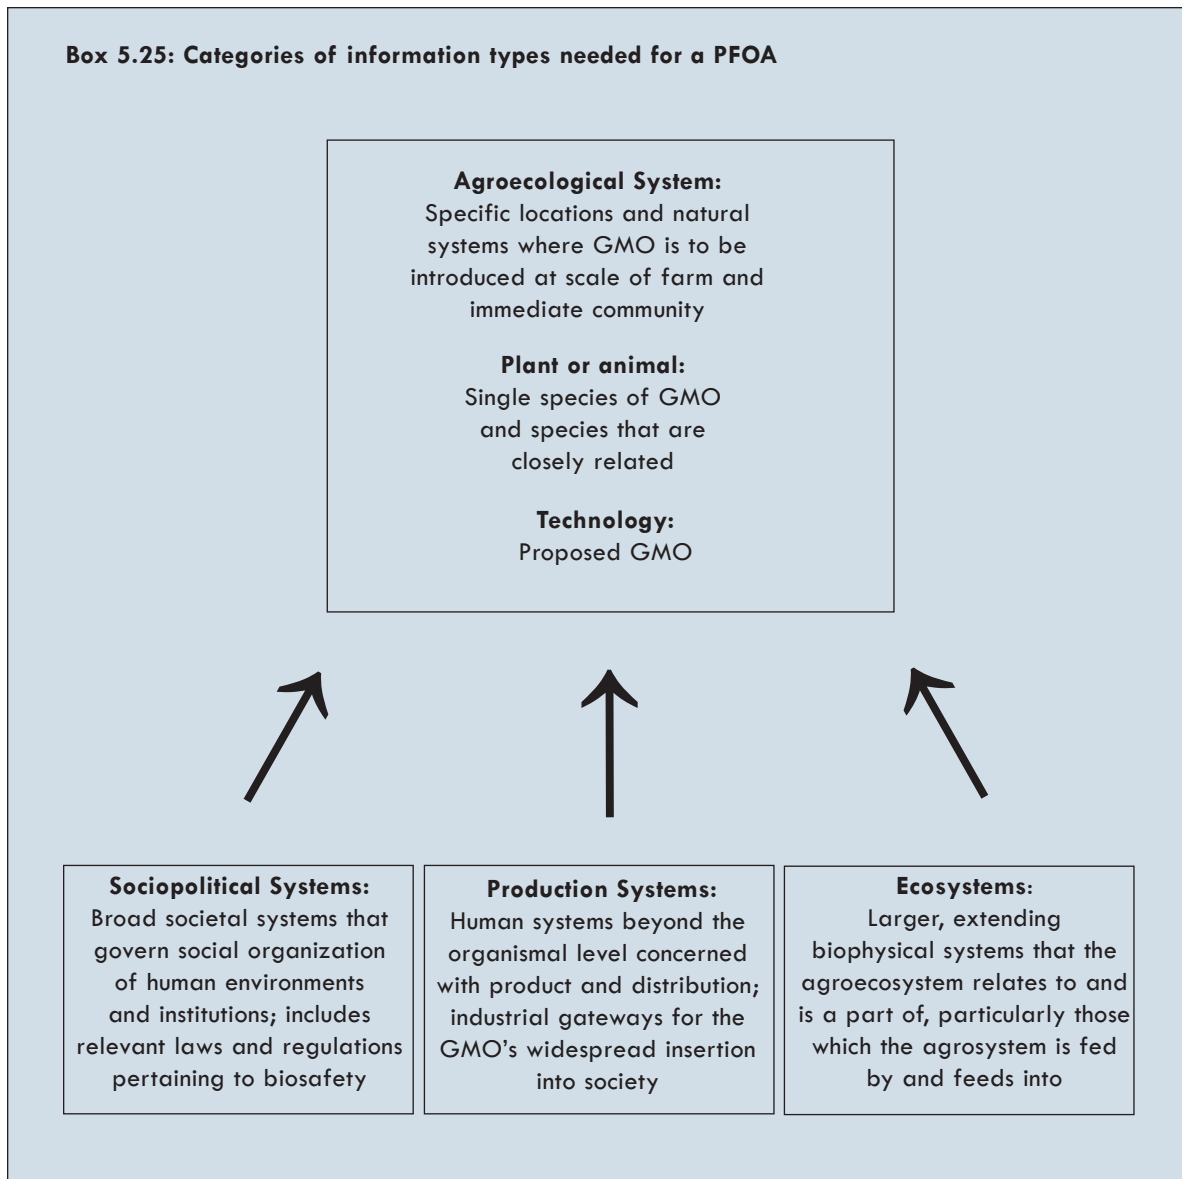 Box 5.25: Categories of information types needed for a PFOA
Agroecological System:
Specific locations and natural
systems where GMO is to be
introduced at scale of farm and
immediate community
Plant or animal:
Single species of GMO
and species that are
closely related
Technology:
Proposed GMO
Sociopolitical Systems:
Broad societal systems that
govern social organization
of human environments
and institutions; includes
relevant laws and regulations
pertaining to biosafety
Production Systems:
Human systems beyond the
organismal level concerned
with product and distribution;
industrial gateways for the
GMO’s widespread insertion
into society
Ecosystems:
Larger, extending
biophysical systems that the
agroecosystem relates to and
is a part of, particularly those
which the agrosystem is fed
by and feeds into